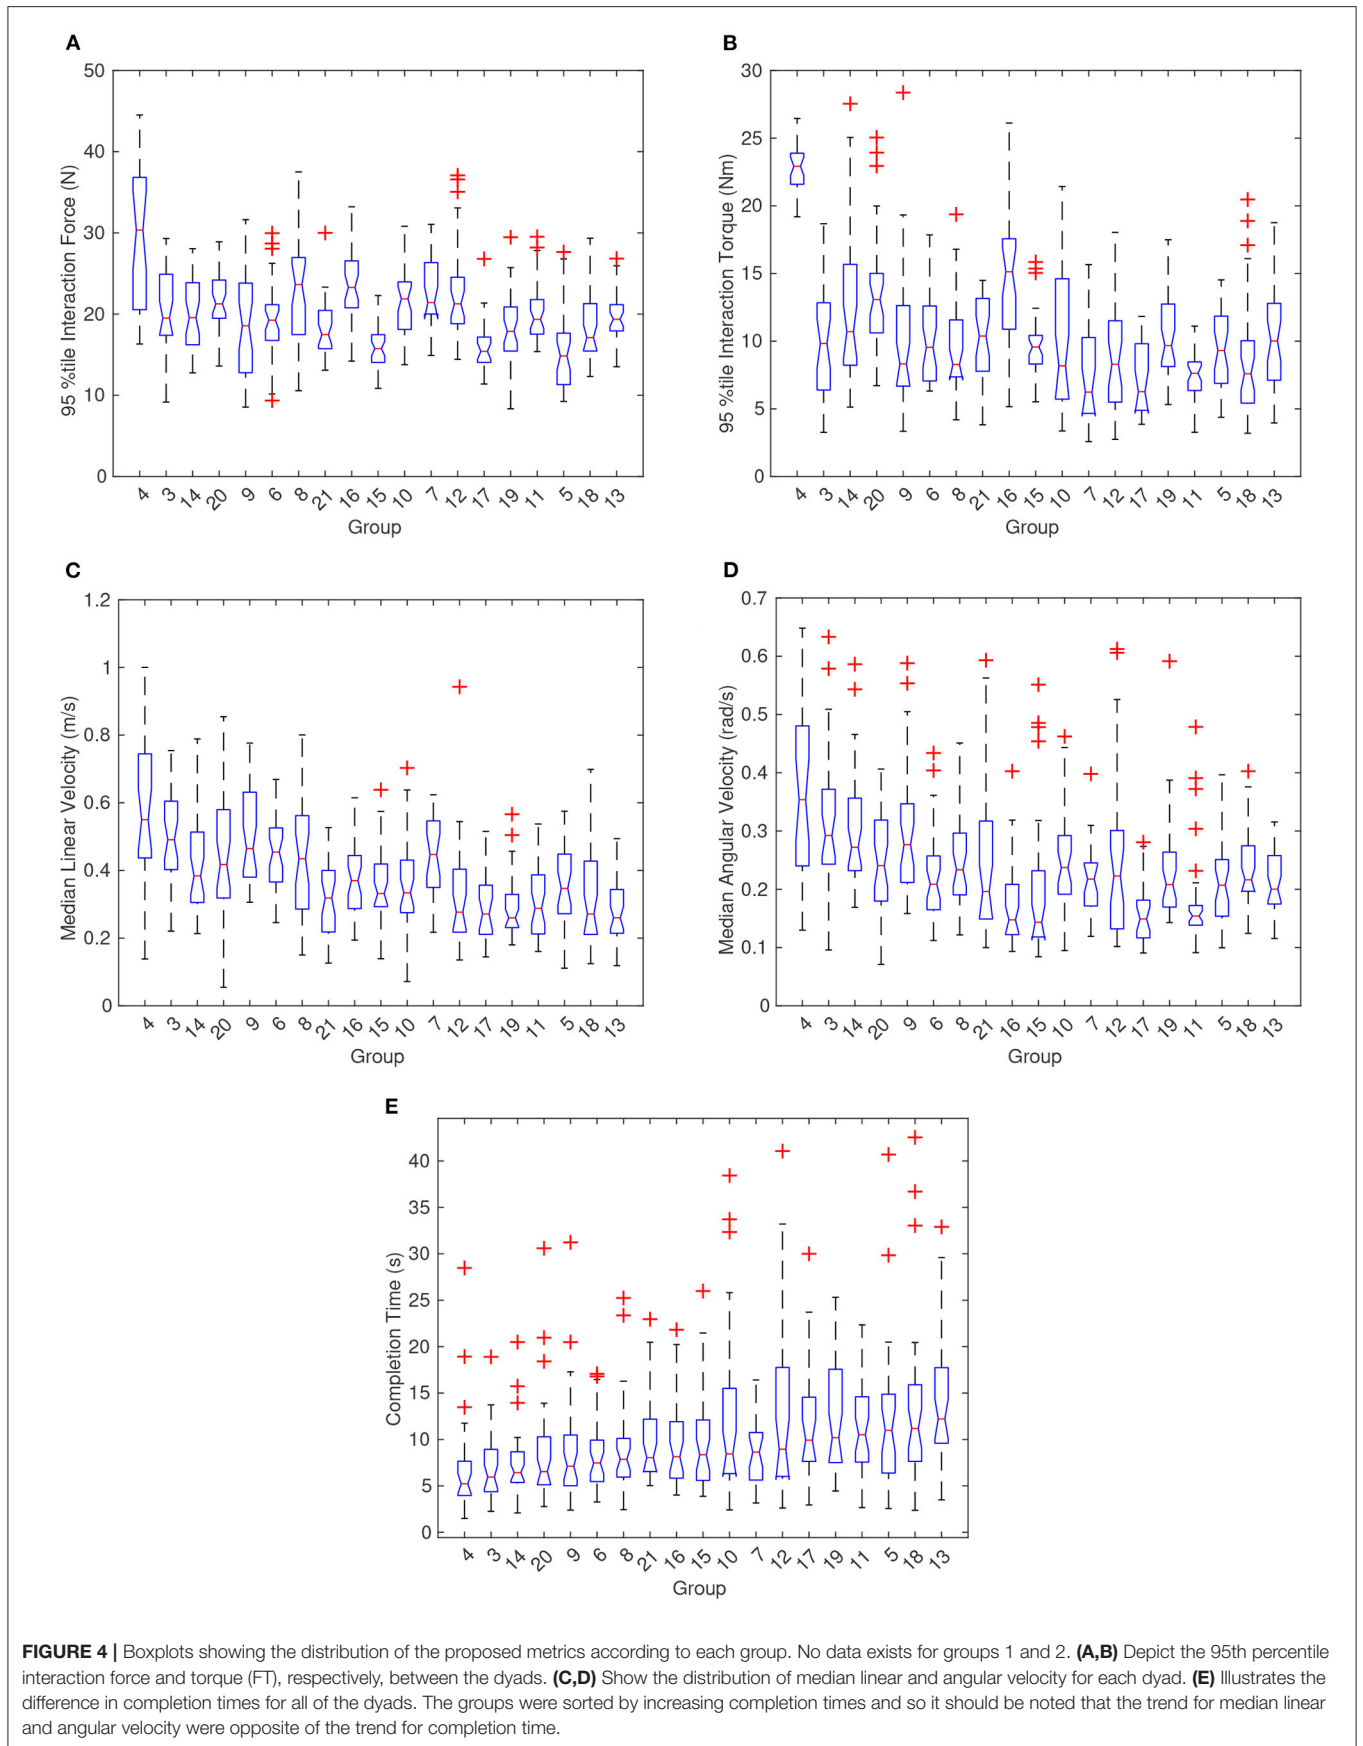 A
50
40
30
20
10
0
95 %tile Interaction Force (N)
4 3 14 20 9 6 8 21 16 15 10 7 12 17 19 11 5 18 13
Group
B
30
25
20
15
10
5
0
95 %tile Interaction Torque (Nm)
4 3 14 20 9 6 8 21 16 15 10 7 12 17 19 11 5 18 13
Group
C
1.2
1
0.8
0.6
0.4
0.2
0
Median Linear Velocity (m/s)
4 3 14 20 9 6 8 21 16 15 10 7 12 17 19 11 5 18 13
Group
D
0.7
0.6
0.5
0.4
0.3
0.2
0.1
0
Median Angular Velocity (rad/s)
4 3 14 20 9 6 8 21 16 15 10 7 12 17 19 11 5 18 13
Group
E
40
35
30
25
20
15
10
5
0
Completion Time (s)
4 3 14 20 9 6 8 21 16 15 10 7 12 17 19 11 5 18 13
Group
FIGURE 4 | Boxplots showing the distribution of the proposed metrics according to each group. No data exists for groups 1 and 2. (A,B) Depict the 95th percentile
interaction force and torque (FT), respectively, between the dyads. (C,D) Show the distribution of median linear and angular velocity for each dyad. (E) Illustrates the
difference in completion times for all of the dyads. The groups were sorted by increasing completion times and so it should be noted that the trend for median linear
and angular velocity were opposite of the trend for completion time.